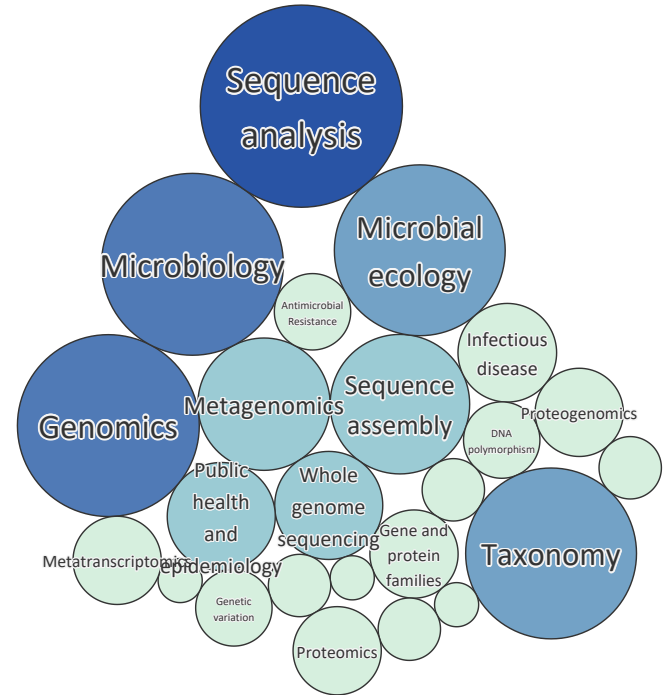 Sequence
analysis
Microbial
ecology
Microbiology
Antimicrobial
Resistance
Infectious
disease
Sequence
assembly
Metagenomics
Proteogenomics
Genomics
DNA
polymorphism
Public
health
and
epidemiology
Whole
genome
sequencing
Gene and
protein
families
Taxonomy
Metatranscriptomics
Genetic
variation
Proteomics